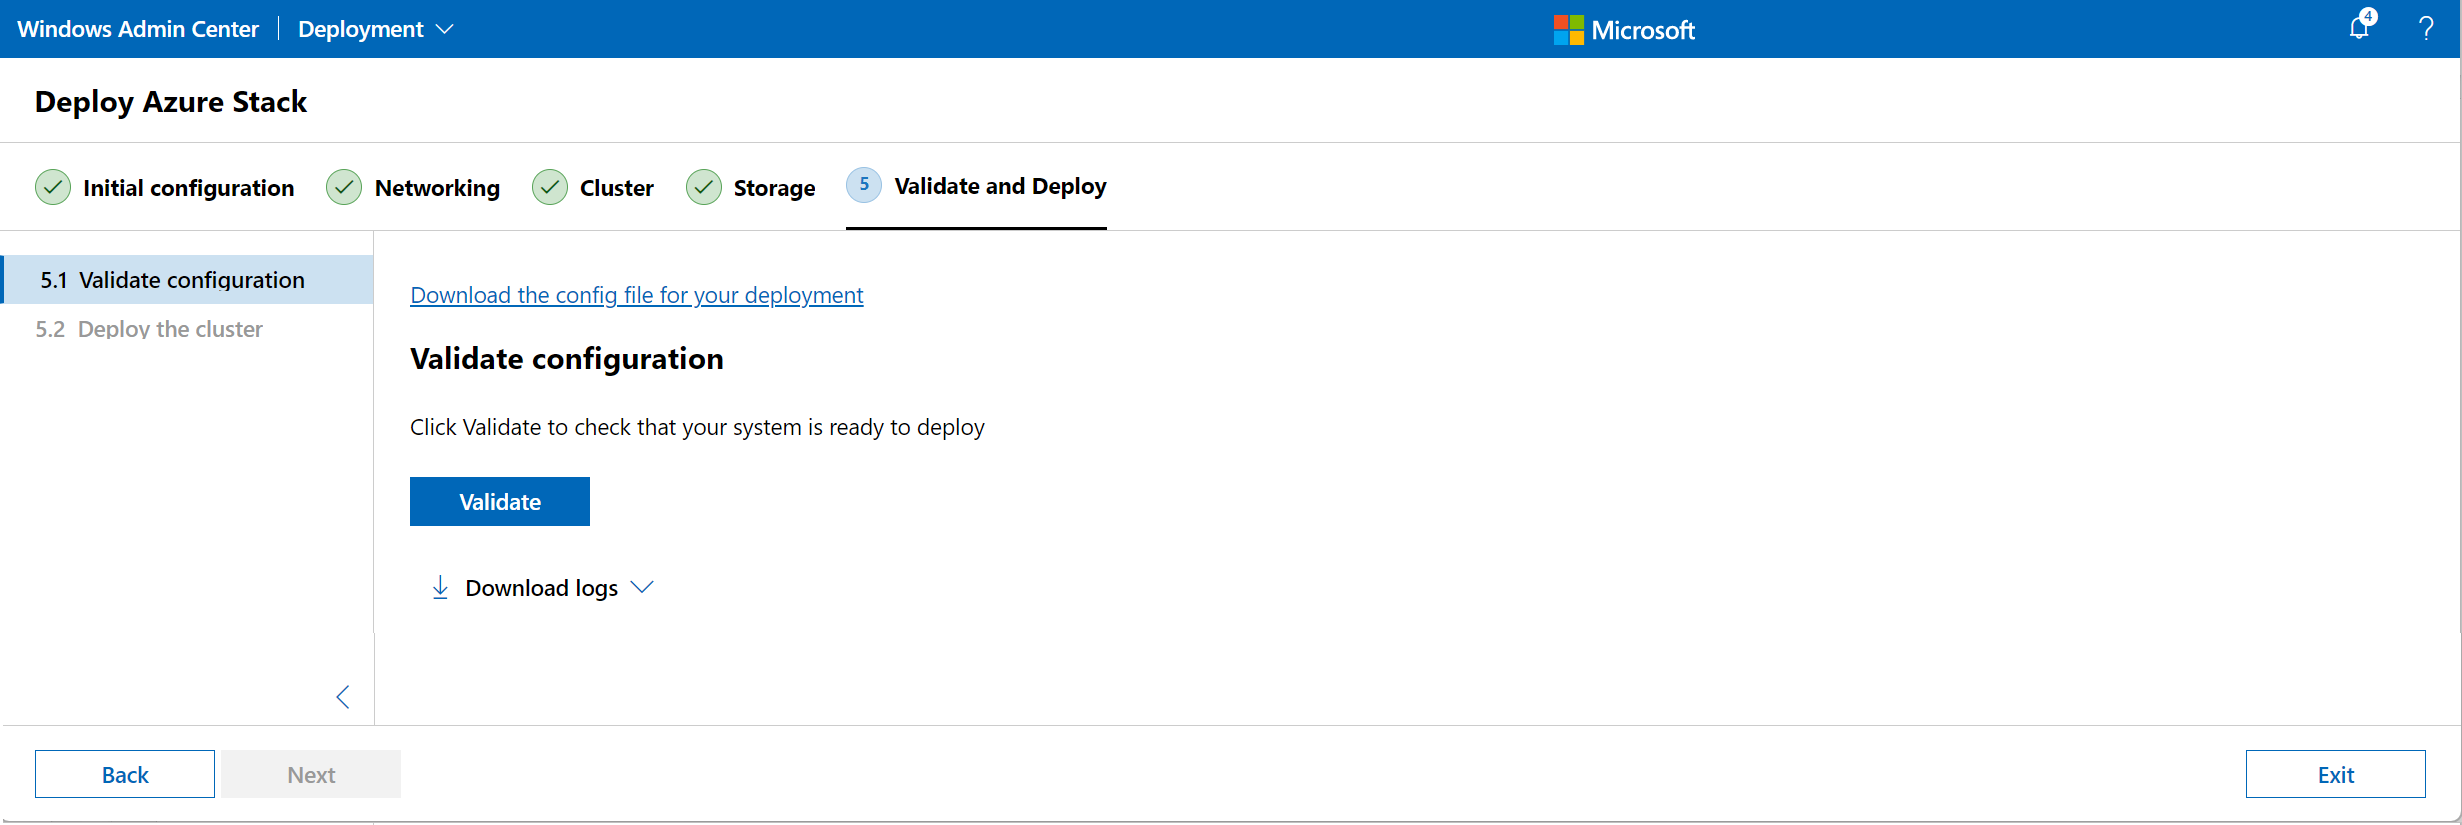 Windows Admin Center Deployment Microsoft 4 ?
Deploy Azure Stack
Initial configuration Networking Cluster Storage 5 Validate and Deploy
5.1 Validate configuration
5.2 Deploy the cluster
Download the config file for your deployment
Validate configuration
Click Validate to check that your system is ready to deploy
Validate
Download logs
Back Next Exit